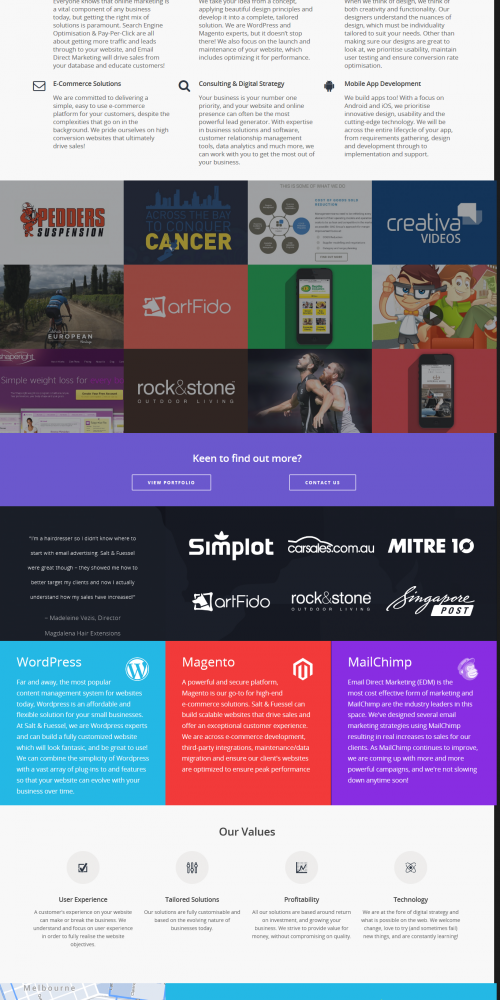 Everyone knows that online marketing is
a vital component of any business
today, but getting the right mix of
solutions is paramount. Search Engine
Optimisation & Pay-Per-Click are all
about getting more traffic and leads
through to your website, and Email
Direct Marketing will drive sales from
your database and educate customers!
We take your idea from a concept,
applying beautiful design principles and
develop it into a complete, tailored
solution. We are WordPress and
Magento experts, but it doesn't stop
there! We also focus on the launch and
maintenance of your website, which
includes optimizing it for performance.
When we think of design, we think of
both creativity and functionality. Our
designers understand the nuances of
design, which must be individually
tailored to suit your needs. Other than
making sure our designs are great to
look at, we prioritise usability, maintain
user testing and ensure conversion rate
optimisation.
E-Commerce Solutions
We are committed to delivering a
simple, easy to use e-commerce
platform for your customers, despite the
complexities that go on in the
background. We pride ourselves on high
conversion websites that ultimately
drive sales!
Consulting & Digital Strategy
Your business is your number one
priority, and your website and online
presence can often be the most
powerful lead generator. With expertise
in business solutions and software,
customer relationship management
tools, data analytics and much more, we
can work with you to get the most out of
your business.
Mobile App Development
We build apps too! With a focus on
Android and iOS, we prioritise
innovative design, usability and the
cutting-edge technology. We will be
across the entire lifecycle of your app,
from requirements gathering, design
and development through to
implementation and support.
PEDDERS
SUSPENSION
ACROSS THE BAY
TO CONQUER
CANCER
THIS IS SOME OF WHAT WE DO
creativa
VIDEOS
EUROPEAN
artFido
Simple weight loss for
rock&stone
OUTDOOR LIVING
Keen to find out more?
VIEW PORTFOLIO
CONTACT US
"I'm a hairdresser so I didn't know where to
start with email advertising. Salt & Fuessel
were great though – they showed me how to
better target my clients and now I actually
understand how my sales have increased!"
– Madeleine Vezis, Director
Magdalena Hair Extensions
Simplot
carsales.com.au
MITRE 10
artFido
rock&stone
OUTDOOR LIVING
Singapore
POST
WordPress
Far and away, the most popular
content management system for websites
today. WordPress is an affordable and
flexible solution for your small businesses.
At Salt & Fuessel, we are Wordpress experts
and can build a fully customized website
which will look fantasic, and be great to use!
We can combine the simplicity of Wordpress
with a vast array of plug-ins to and features
so that your website can evolve with your
business over time.
Magento
A powerful and secure platform,
Magento is our go-to for high-end
e-commerce solutions. Salt & Fuessel can
build scalable websites that drive sales and
offer an exceptional customer experience.
We are across e-commerce development,
third-party integrations, maintenance/data
migration and ensure our client's websites
are optimized to ensure peak performance
MailChimp
Email Direct Marketing (EDM) is the
most cost effective form of marketing and
MailChimp are the industry leaders in this
space. We've designed several email
marketing strategies using MailChimp
resulting in real increases to sales for our
clients. As MailChimp continues to improve,
we are coming up with more and more
powerful campaigns, and we're not slowing
down anytime soon!
Our Values
User Experience
A customer's experience on your website
can make or break the business. We
understand and focus on user experience
in order to fully realise the website
objectives.
Tailored Solutions
Our solutions are fully customisable and
based on the evolving nature of
businesses today.
Profitability
All our solutions are based around return
on investment, and growing your
business. We strive to provide value for
money, without compromising on quality.
Technology
We are at the fore of digital strategy and
what is possible on the web. We welcome
change, love to try (and sometimes fail)
new things, and are constantly learning!
Melbourne